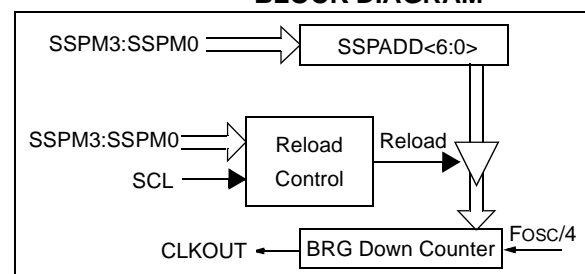 BLOCK DIAGRAM
SSPM3:SSPM0
SSPADD<6:0>
SSPM3:SSPM0
SCL
Reload
Control
Reload
CLKOUT
BRG Down Counter
FOSC/4